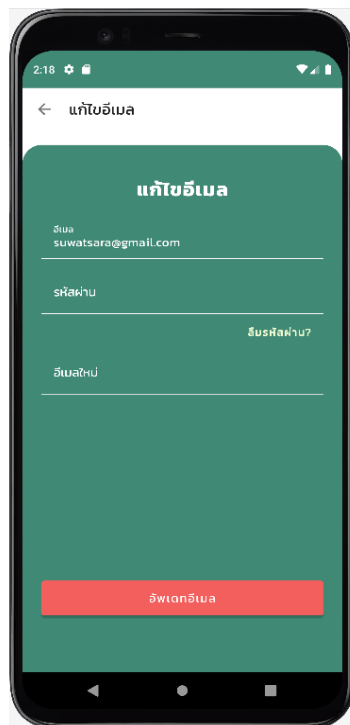 2:18
แก้ไขอีเมล
แก้ไขอีเมล
อีเมล
suwatsara@gmail.com
รหัสผ่าน
ลืมรหัสผ่าน?
อีเมลใหม่
อัพเดทอีเมล